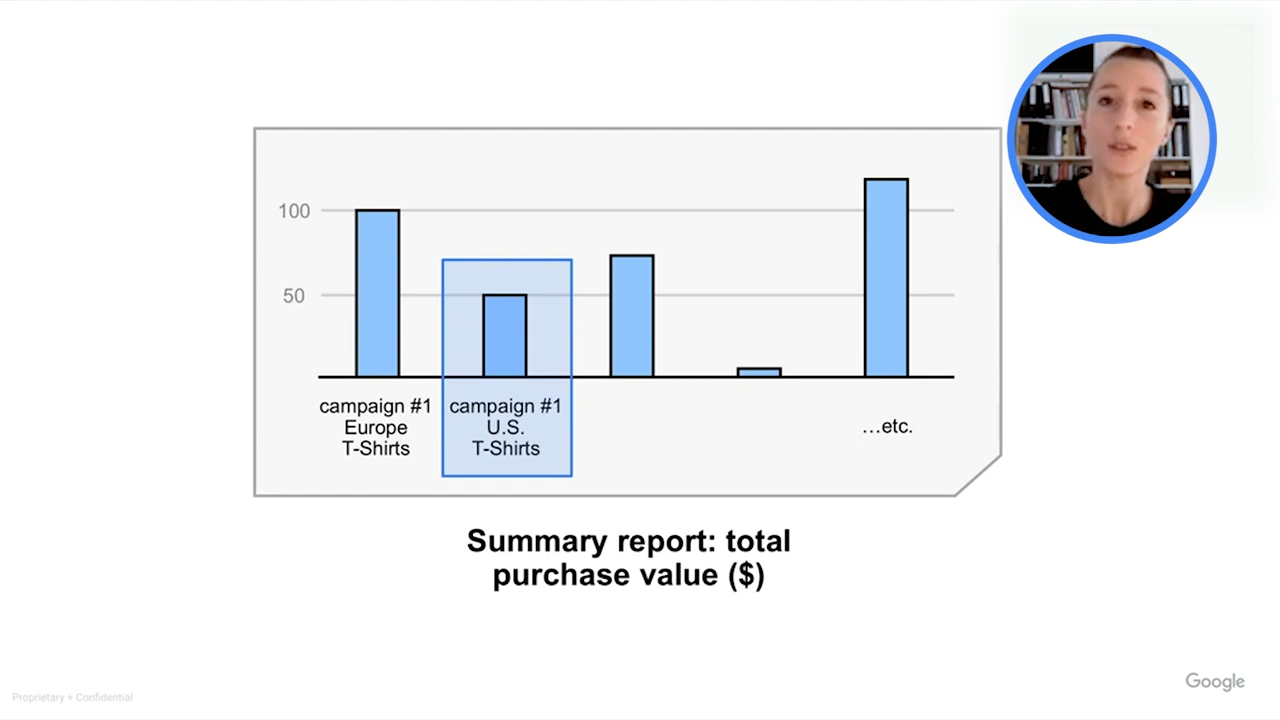 100
50
campaign #1
Europe
T-Shirts
campaign #1
U.S.
T-Shirts
…etc.
Summary report: total
purchase value ($)
Proprietary + Confidential
Google